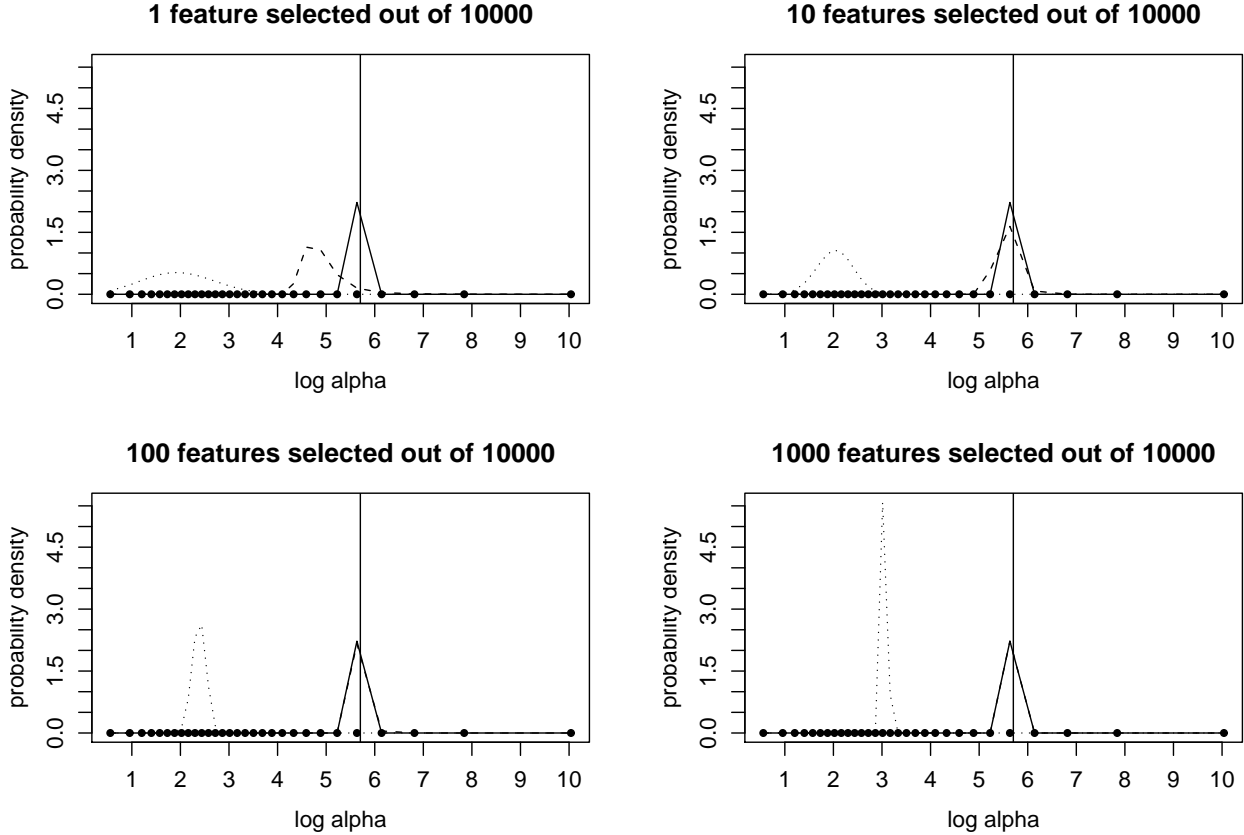 1 feature selected out of 10000
probability density
0.0 1.5 3.0 4.5
1 2 3 4 5 6 7 8 9 10
log alpha
10 features selected out of 10000
probability density
0.0 1.5 3.0 4.5
1 2 3 4 5 6 7 8 9 10
log alpha
100 features selected out of 10000
probability density
0.0 1.5 3.0 4.5
1 2 3 4 5 6 7 8 9 10
log alpha
1000 features selected out of 10000
probability density
0.0 1.5 3.0 4.5
1 2 3 4 5 6 7 8 9 10
log alpha